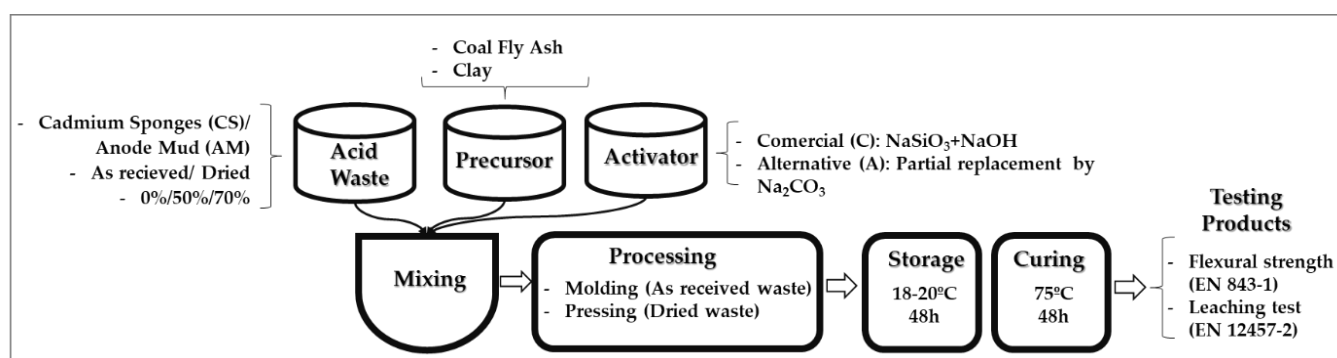 - Coal Fly Ash
- Clay
- Cadmium Sponges (CS)/
Anode Mud (AM)
- As recieved/ Dried
- 0%/50%/70%
Acid
Waste
Precursor
Activator
- Comercial (C): NaSiO₃+NaOH
- Alternative (A): Partial replacement by
Na₂CO₃
Mixing
Processing
- Molding (As received waste)
- Pressing (Dried waste)
Storage
18-20ºC
48h
Curing
75ºC
48h
Testing
Products
- Flexural strength
(EN 843-1)
- Leaching test
(EN 12457-2)